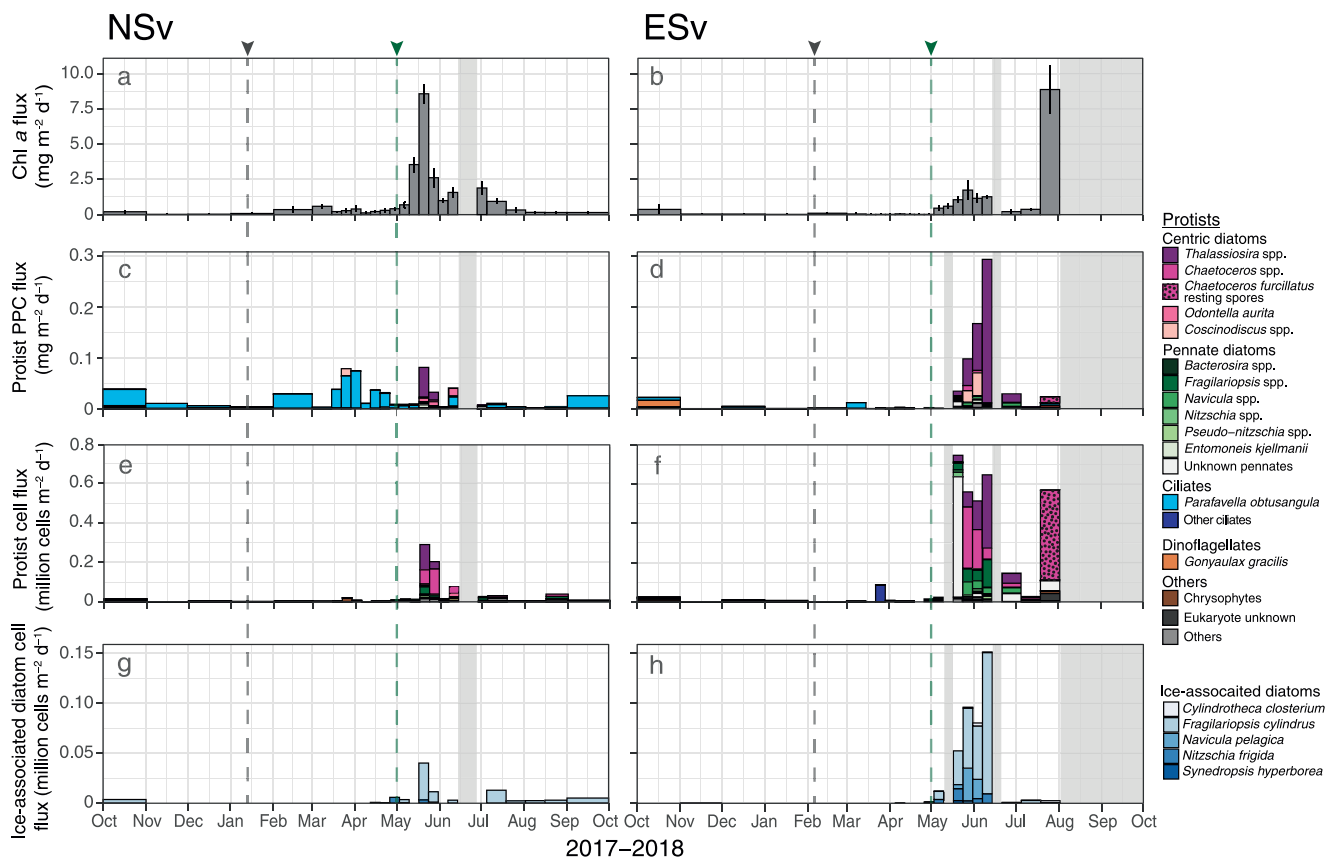 NSv
ESv
a
b
Chl a flux
(mg m⁻² d⁻¹)
10.0
7.5
5.0
2.5
0
c
d
Protist PPC flux
(mg m⁻² d⁻¹)
0.3
0.2
0.1
0
e
f
Protist cell flux
(million cells m⁻² d⁻¹)
0.8
0.6
0.4
0.2
0
g
h
Ice-associated diatom cell
flux (million cells m⁻² d⁻¹)
0.15
0.10
0.05
0
Oct Nov Dec Jan Feb Apr May Jun Jul Aug Sep Oct
Oct Nov Dec Jan Feb Apr May Jun Jul Aug Sep Oct
2017–2018
Protists
Centric diatoms
Thalassiosira spp.
Chaetoceros spp.
Chaetoceros furcillatus
resting spores
Odontella aurita
Coscinodiscus spp.
Pennate diatoms
Bacterosira spp.
Fragilariopsis spp.
Navicula spp.
Nitzschia spp.
Pseudo−nitzschia spp.
Entomoneis kjellmanii
Unknown pennates
Ciliates
Parafavella obtusangula
Other ciliates
Dinoflagellates
Gonyaulax gracilis
Others
Chrysophytes
Eukaryote unknown
Others
Ice-assocaited diatoms
Cylindrotheca closterium
Fragilariopsis cylindrus
Navicula pelagica
Nitzschia frigida
Synedropsis hyperborea